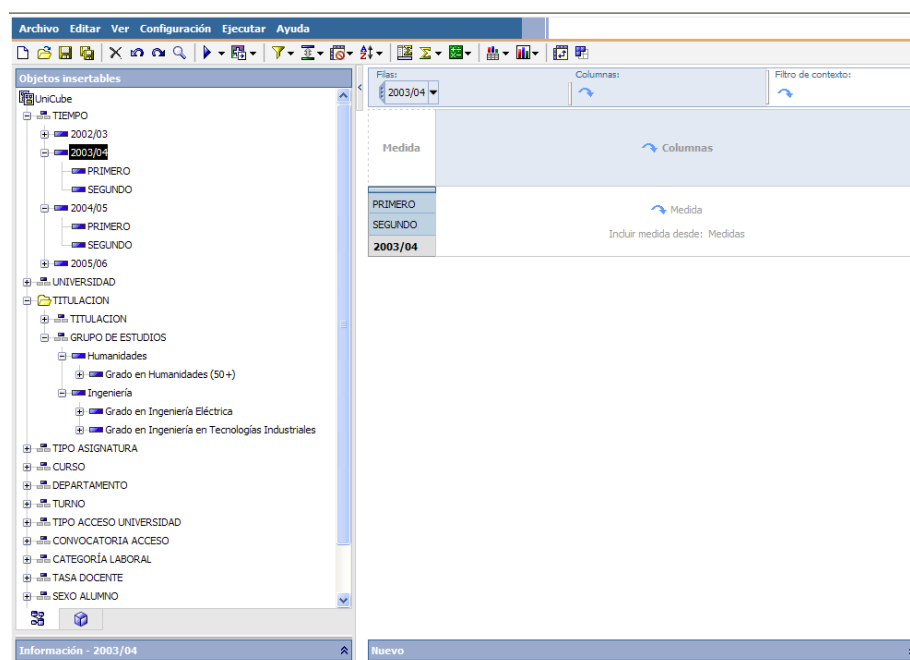 Archivo Editar Ver Configuración Ejecutar Ayuda
Objetos insertables
UniCube
TIEMPO
2002/03
2003/04
PRIMERO
SEGUNDO
2004/05
PRIMERO
SEGUNDO
2005/06
UNIVERSIDAD
TITULACION
TITULACION
GRUPO DE ESTUDIOS
Humanidades
Grado en Humanidades (50+)
Ingeniería
Grado en Ingeniería Eléctrica
Grado en Ingeniería en Tecnologías Industriales
TIPO ASIGNATURA
CURSO
DEPARTAMENTO
TURNO
TIPO ACCESO UNIVERSIDAD
CONVOCATORIA ACCESO
CATEGORÍA LABORAL
TASA DOCENTE
SEXO ALUMNO
Información - 2003/04
Filas: Columnas: Filtro de contexto:
2003/04
Medida Columnas
PRIMERO
SEGUNDO
2003/04
Medida
Incluir medida desde: Medidas
Nuevo